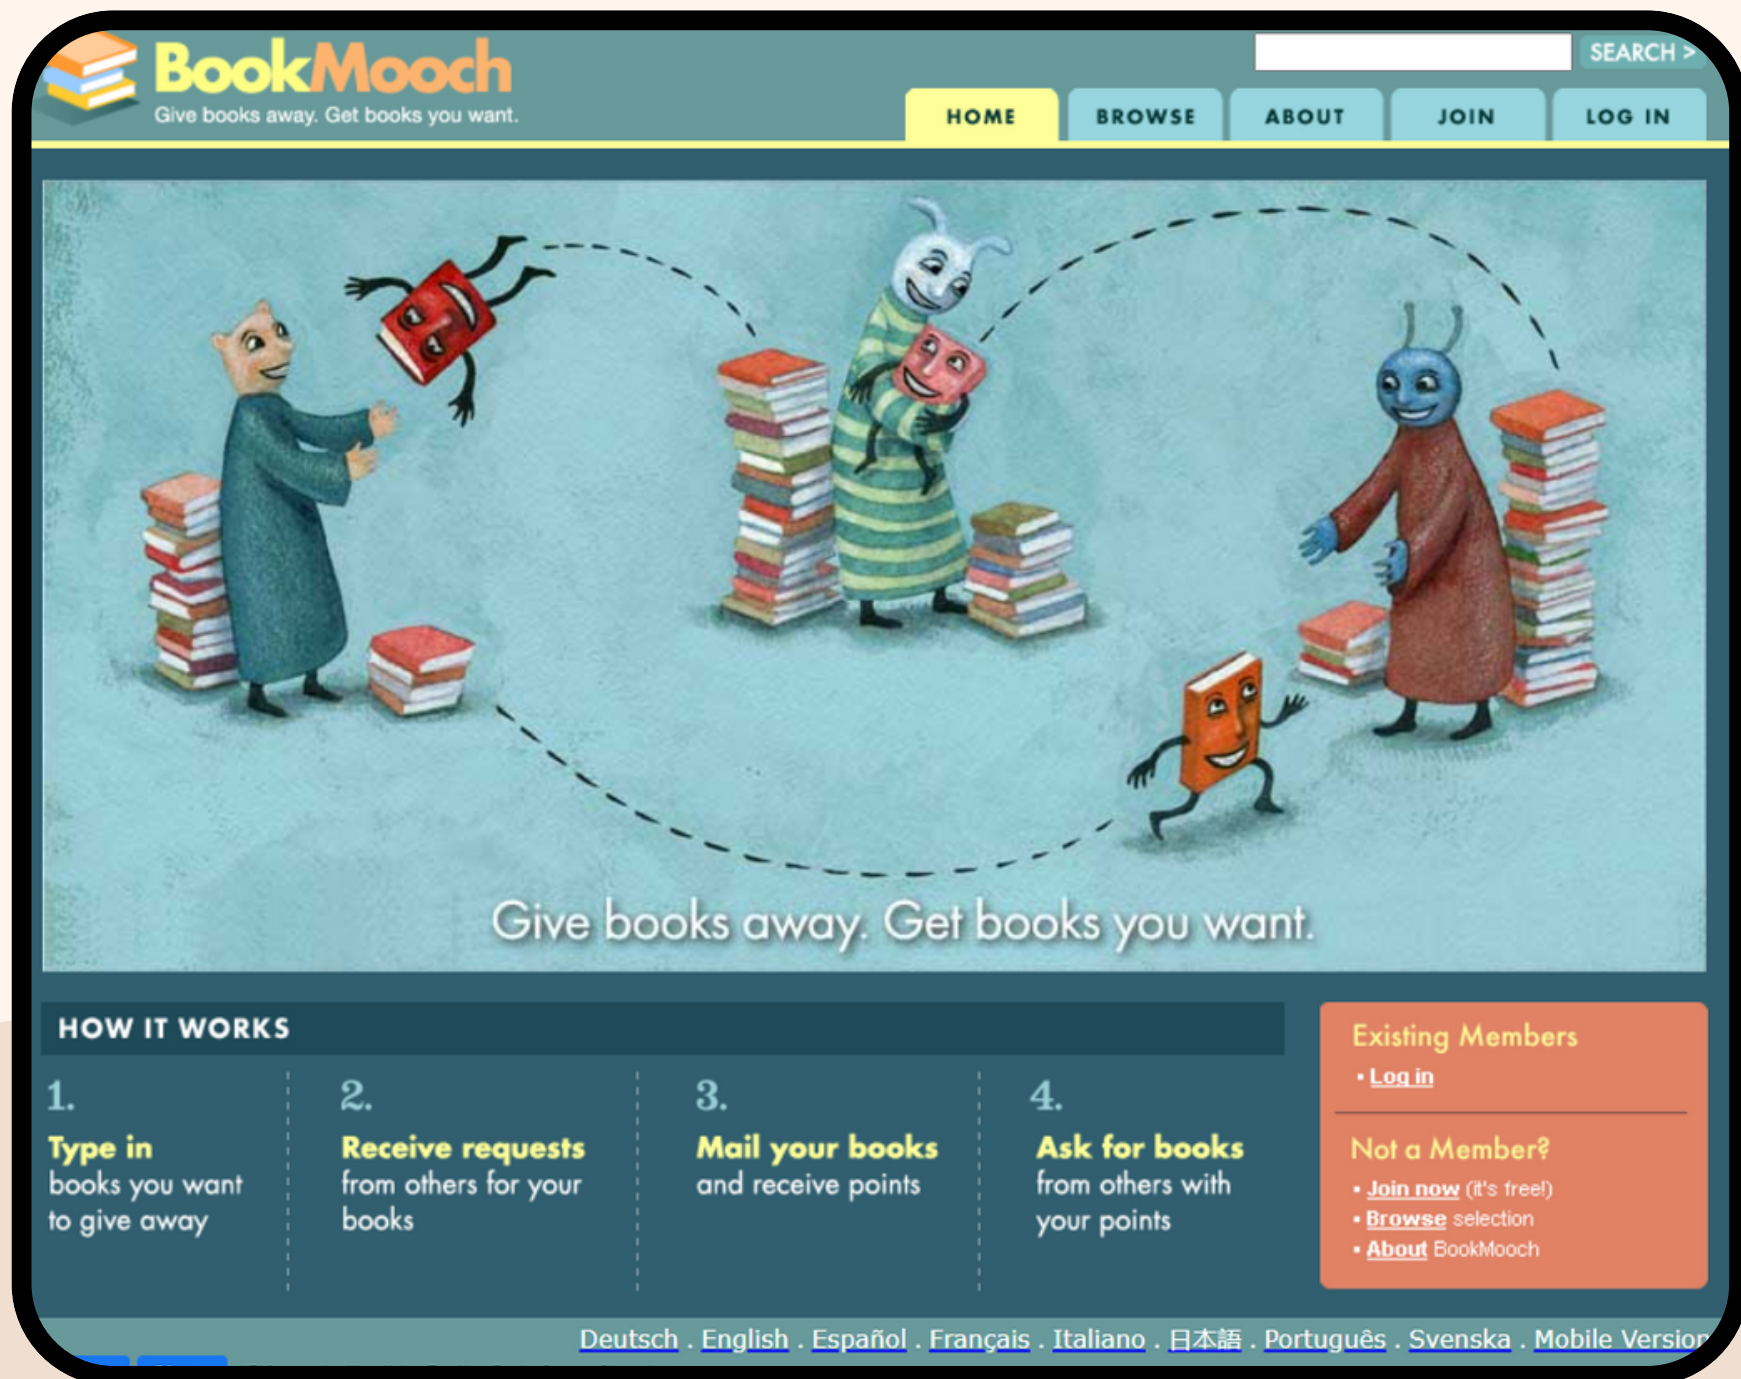 BookMooch
Give books away. Get books you want.
SEARCH >
HOME BROWSE ABOUT JOIN LOG IN
Give books away. Get books you want.
HOW IT WORKS
1.
Type in
books you want
to give away
2.
Receive requests
from others for your
books
3.
Mail your books
and receive points
4.
Ask for books
from others with
your points
Existing Members
▪ Log in
Not a Member?
▪ Join now (it's free!)
▪ Browse selection
▪ About BookMooch
Deutsch . English . Español . Français . Italiano . 日本語 . Português . Svenska . Mobile Version